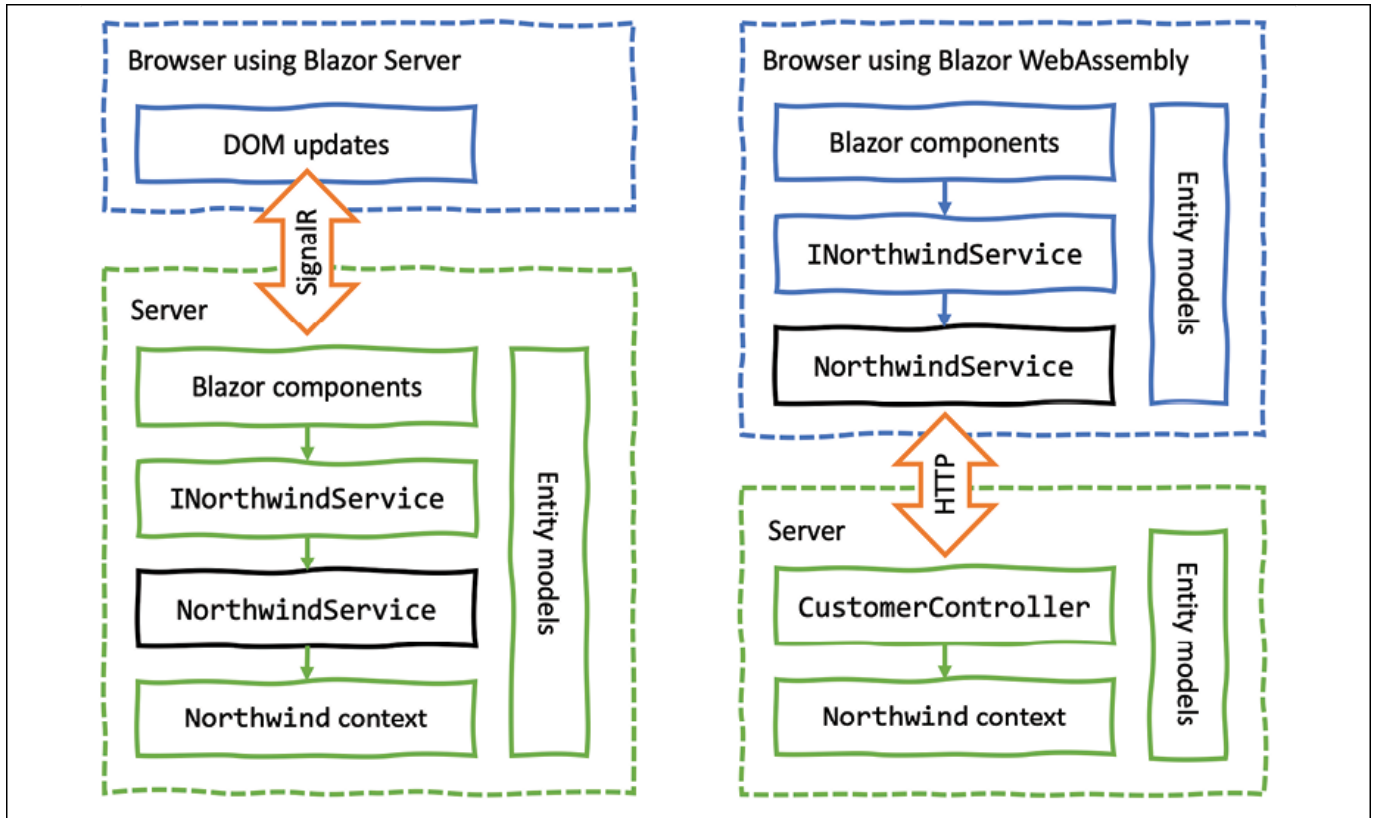 Browser using Blazor Server
DOM updates
SignalR
Server
Blazor components
INorthwindService
NorthwindService
Northwind context
Entity models
Browser using Blazor WebAssembly
Blazor components
INorthwindService
NorthwindService
Entity models
HTTP
Server
CustomerController
Northwind context
Entity models